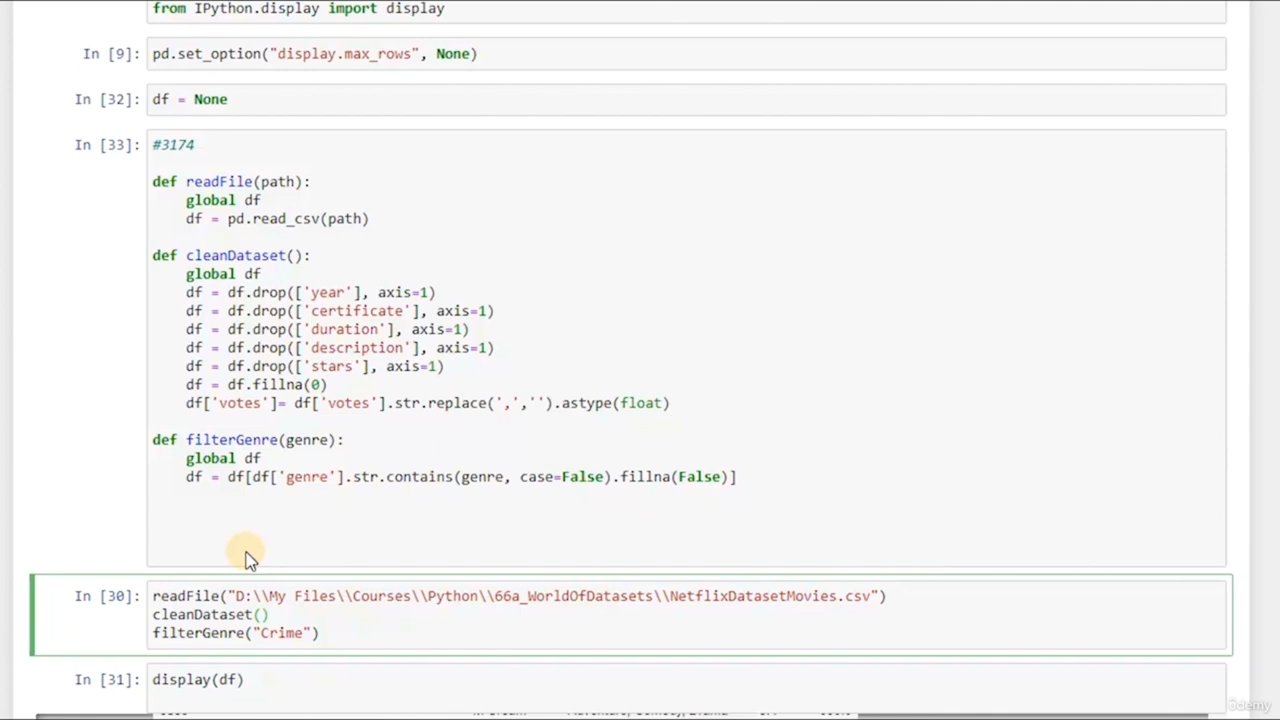 from IPython.display import display
In [9]: pd.set_option("display.max_rows", None)
In [32]: df = None
In [33]: #3174
def readFile(path):
    global df
    df = pd.read_csv(path)
def cleanDataset():
    global df
    df = df.drop(['year'], axis=1)
    df = df.drop(['certificate'], axis=1)
    df = df.drop(['duration'], axis=1)
    df = df.drop(['description'], axis=1)
    df = df.drop(['stars'], axis=1)
    df = df.fillna(0)
    df['votes']= df['votes'].str.replace(',','').astype(float)
def filterGenre(genre):
    global df
    df = df[df['genre'].str.contains(genre, case=False).fillna(False)]
In [30]: readFile("D:\\My Files\\Courses\\Python\\66a_WorldOfDatasets\\NetflixDatasetMovies.csv")
cleanDataset()
filterGenre("Crime")
In [31]: display(df)
ûdemy